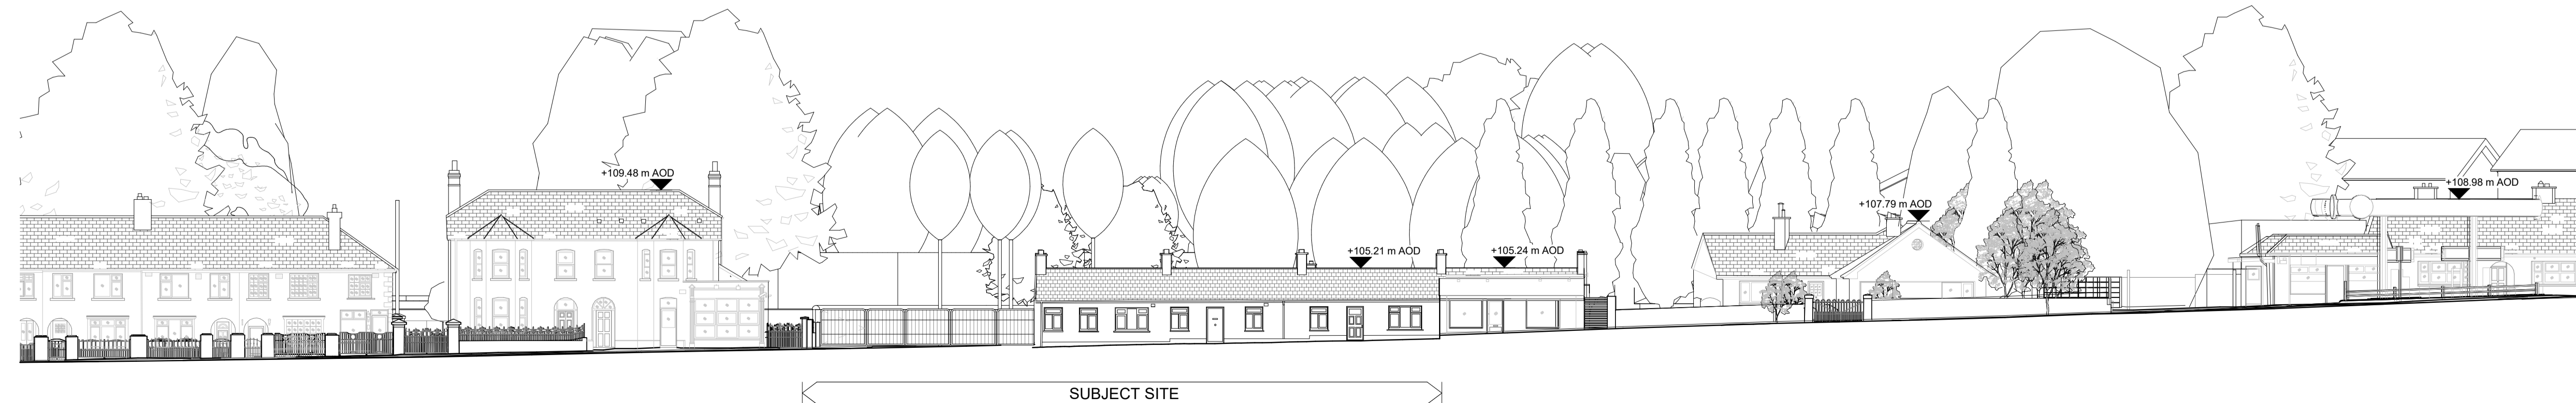 +109.48 m AOD
+105.21 m AOD
+105.24 m AOD
+107.79 m AOD
+108.98 m AOD
SUBJECT SITE